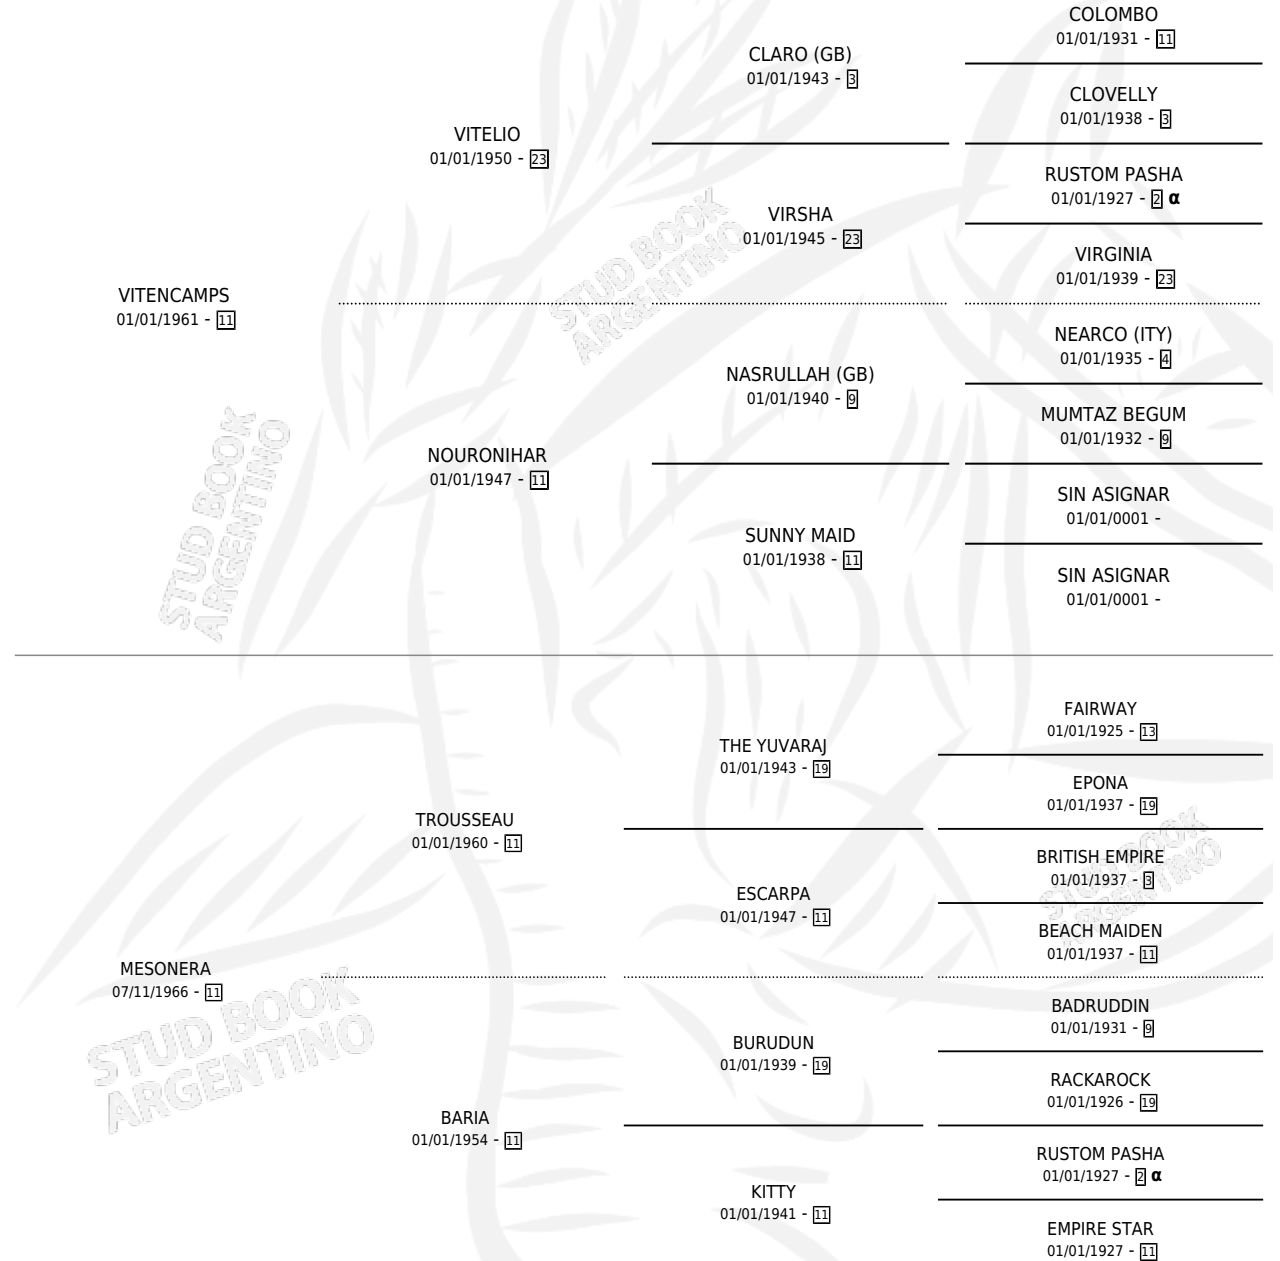 COLOMBO
01/01/1931 - 11
CLARO (GB)
01/01/1943 - 3
CLOVELLY
01/01/1938 - 3
VITELIO
01/01/1950 - 23
RUSTOM PASHA
01/01/1927 - 2 α
VIRSHA
01/01/1945 - 23
VIRGINIA
01/01/1939 - 23
VITENCAMPS
01/01/1961 - 11
NEARCO (ITY)
01/01/1935 - 4
NASRULLAH (GB)
01/01/1940 - 9
MUMTAZ BEGUM
01/01/1932 - 9
NOURONIHAR
01/01/1947 - 11
SIN ASIGNAR
01/01/0001 -
SUNNY MAID
01/01/1938 - 11
SIN ASIGNAR
01/01/0001 -
STUD BOOK
ARGENTINO
STUD BOOK
ARGENTINO
FAIRWAY
01/01/1925 - 13
THE YUVARAJ
01/01/1943 - 19
EPONA
01/01/1937 - 19
TROUSSEAU
01/01/1960 - 11
BRITISH EMPIRE
01/01/1937 - 3
ESCARPA
01/01/1947 - 11
BEACH MAIDEN
01/01/1937 - 11
MESONERA
07/11/1966 - 11
BADRUDDIN
01/01/1931 - 9
BURUDUN
01/01/1939 - 19
RACKAROCK
01/01/1926 - 19
BARIA
01/01/1954 - 11
RUSTOM PASHA
01/01/1927 - 2 α
KITTY
01/01/1941 - 11
EMPIRE STAR
01/01/1927 - 11
STUD BOOK
ARGENTINO
STUD BOOK
ARGENTINO